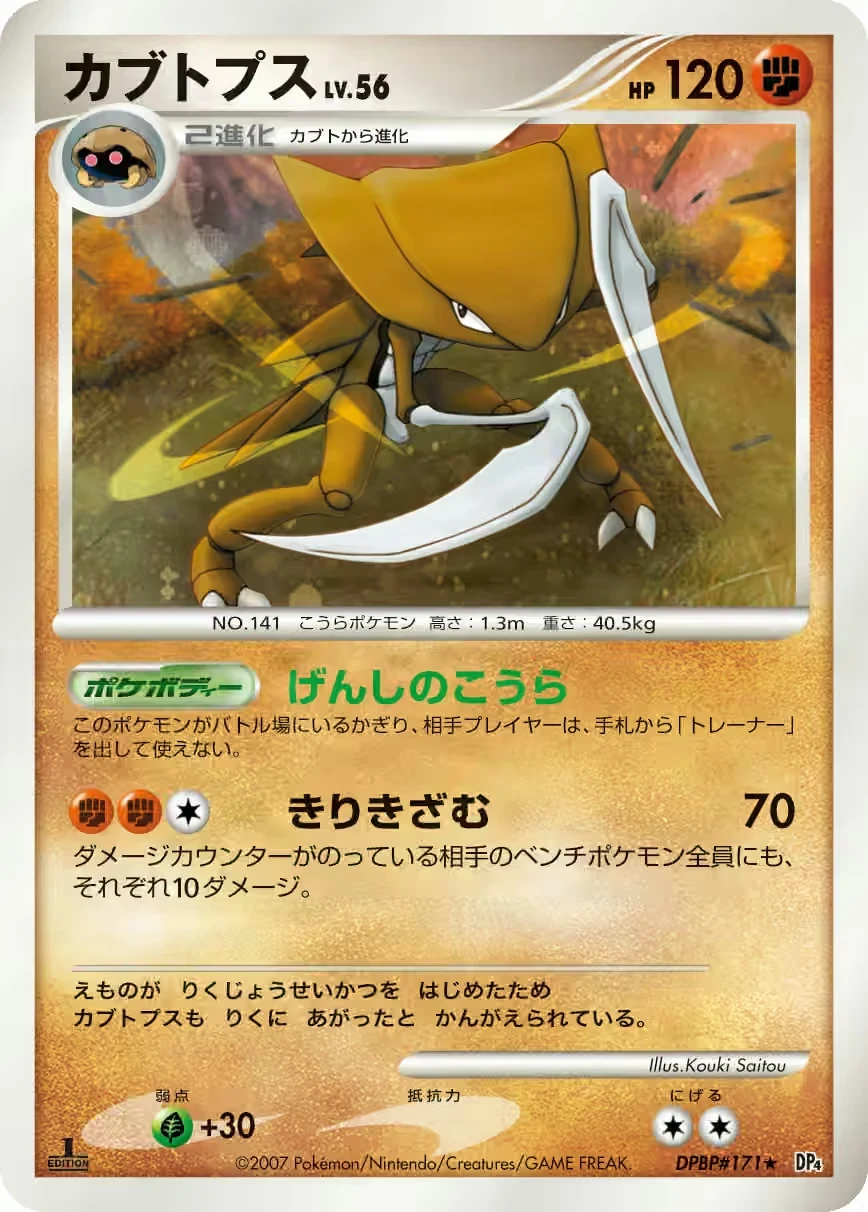 カブトプス LV.56
HP 120
2進化 カブトから進化
NO.141 こうらポケモン 高さ：1.3m 重さ：40.5kg
ポケボディー げんしのこうら
このポケモンがバトル場にいるかぎり、相手プレイヤーは、手札から「トレーナー」
を出して使えない。
きりきざむ 70
ダメージカウンターがのっている相手のベンチポケモン全員にも、
それぞれ10ダメージ。
えものが りくじょうせいかつを はじめたため
カブトプスも りくに あがったと かんがえられている。
Illus.Kouki Saitou
弱点 抵抗力 にげる
+30
1 EDITION
©2007 Pokémon/Nintendo/Creatures/GAME FREAK.
DPBP#171★ DP4